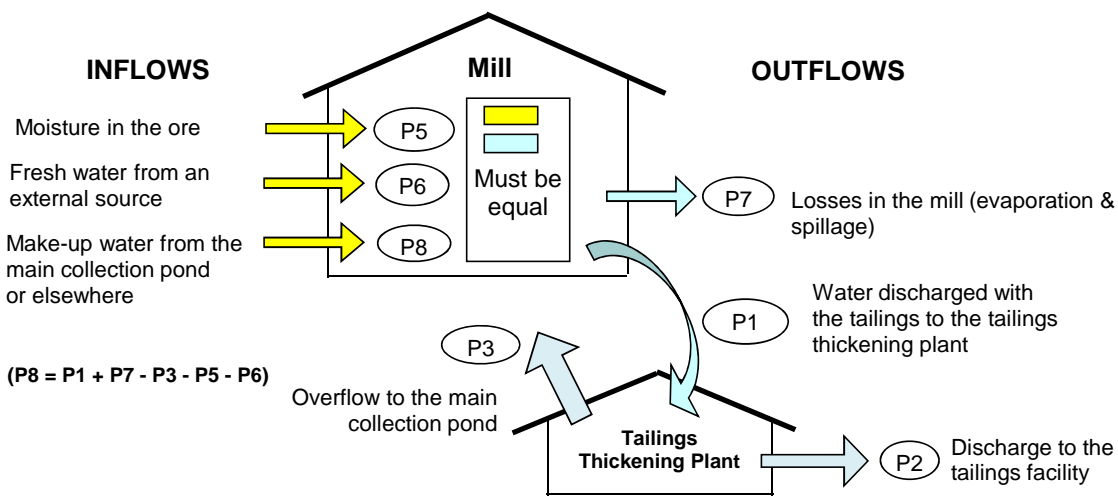 INFLOWS
Mill
OUTFLOWS
Moisture in the ore
P5
Fresh water from an
external source
P6
Must be
equal
P7
Losses in the mill (evaporation &
spillage)
Make-up water from the
main collection pond
or elsewhere
P8
Water discharged with
the tailings to the tailings
thickening plant
P1
P3
(P8 = P1 + P7 - P3 - P5 - P6)
Overflow to the main
collection pond
Tailings
Thickening Plant
P2
Discharge to the
tailings facility